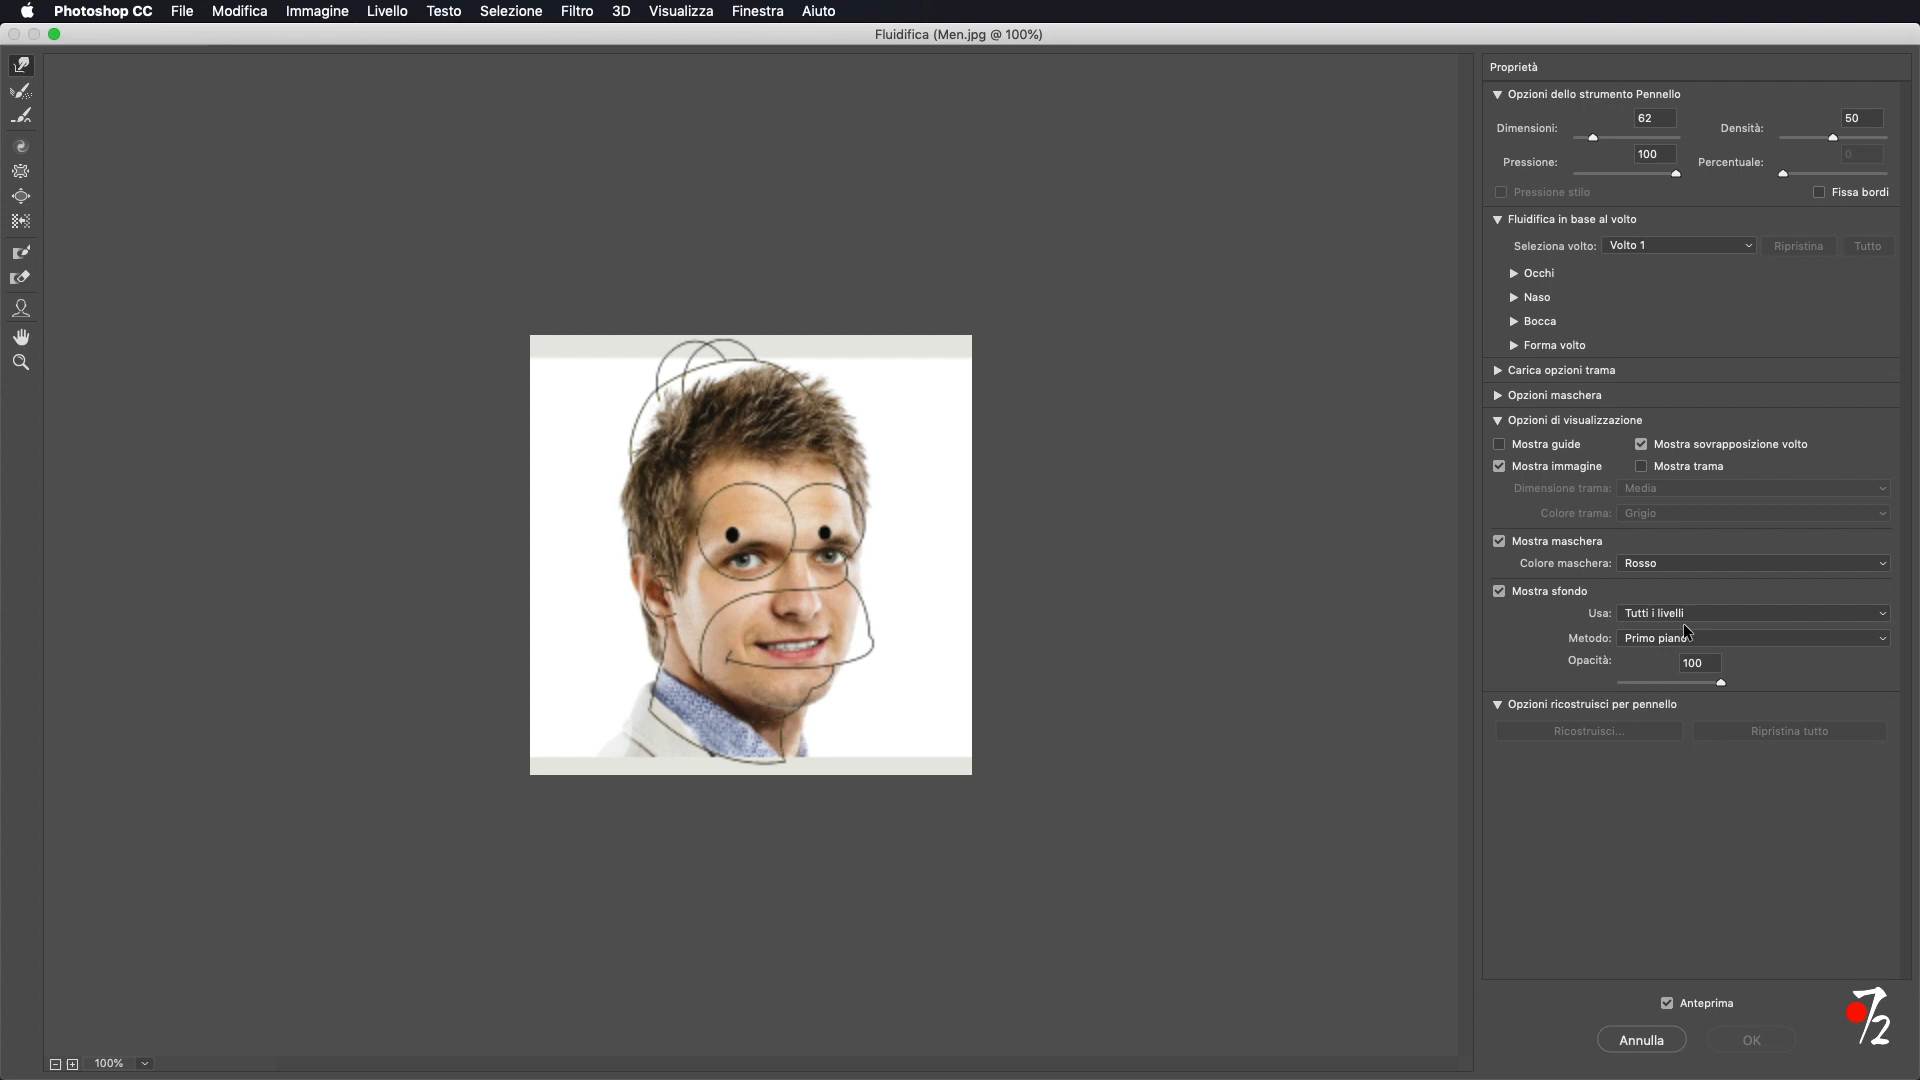 Photoshop CC File Modifica Immagine Livello Testo Selezione Filtro 3D Visualizza Finestra Aiuto
Fluidifica (Men.jpg @ 100%)
Proprietà
Opzioni dello strumento Pennello
Dimensioni: 62 Densità: 50
Pressione: 100 Percentuale: 0
Pressione stilo Fissa bordi
Fluidifica in base al volto
Seleziona volto: Volto 1 Ripristina Tutto
Occhi
Naso
Bocca
Forma volto
Carica opzioni trama
Opzioni maschera
Opzioni di visualizzazione
Mostra guide Mostra sovrapposizione volto
Mostra immagine Mostra trama
Dimensione trama: Media
Colore trama: Grigio
Mostra maschera
Colore maschera: Rosso
Mostra sfondo
Usa: Tutti i livelli
Metodo: Primo piano
Opacità: 100
Opzioni ricostruisci per pennello
Ricostruisci... Ripristina tutto
Anteprima
Annulla OK
7/2
100%